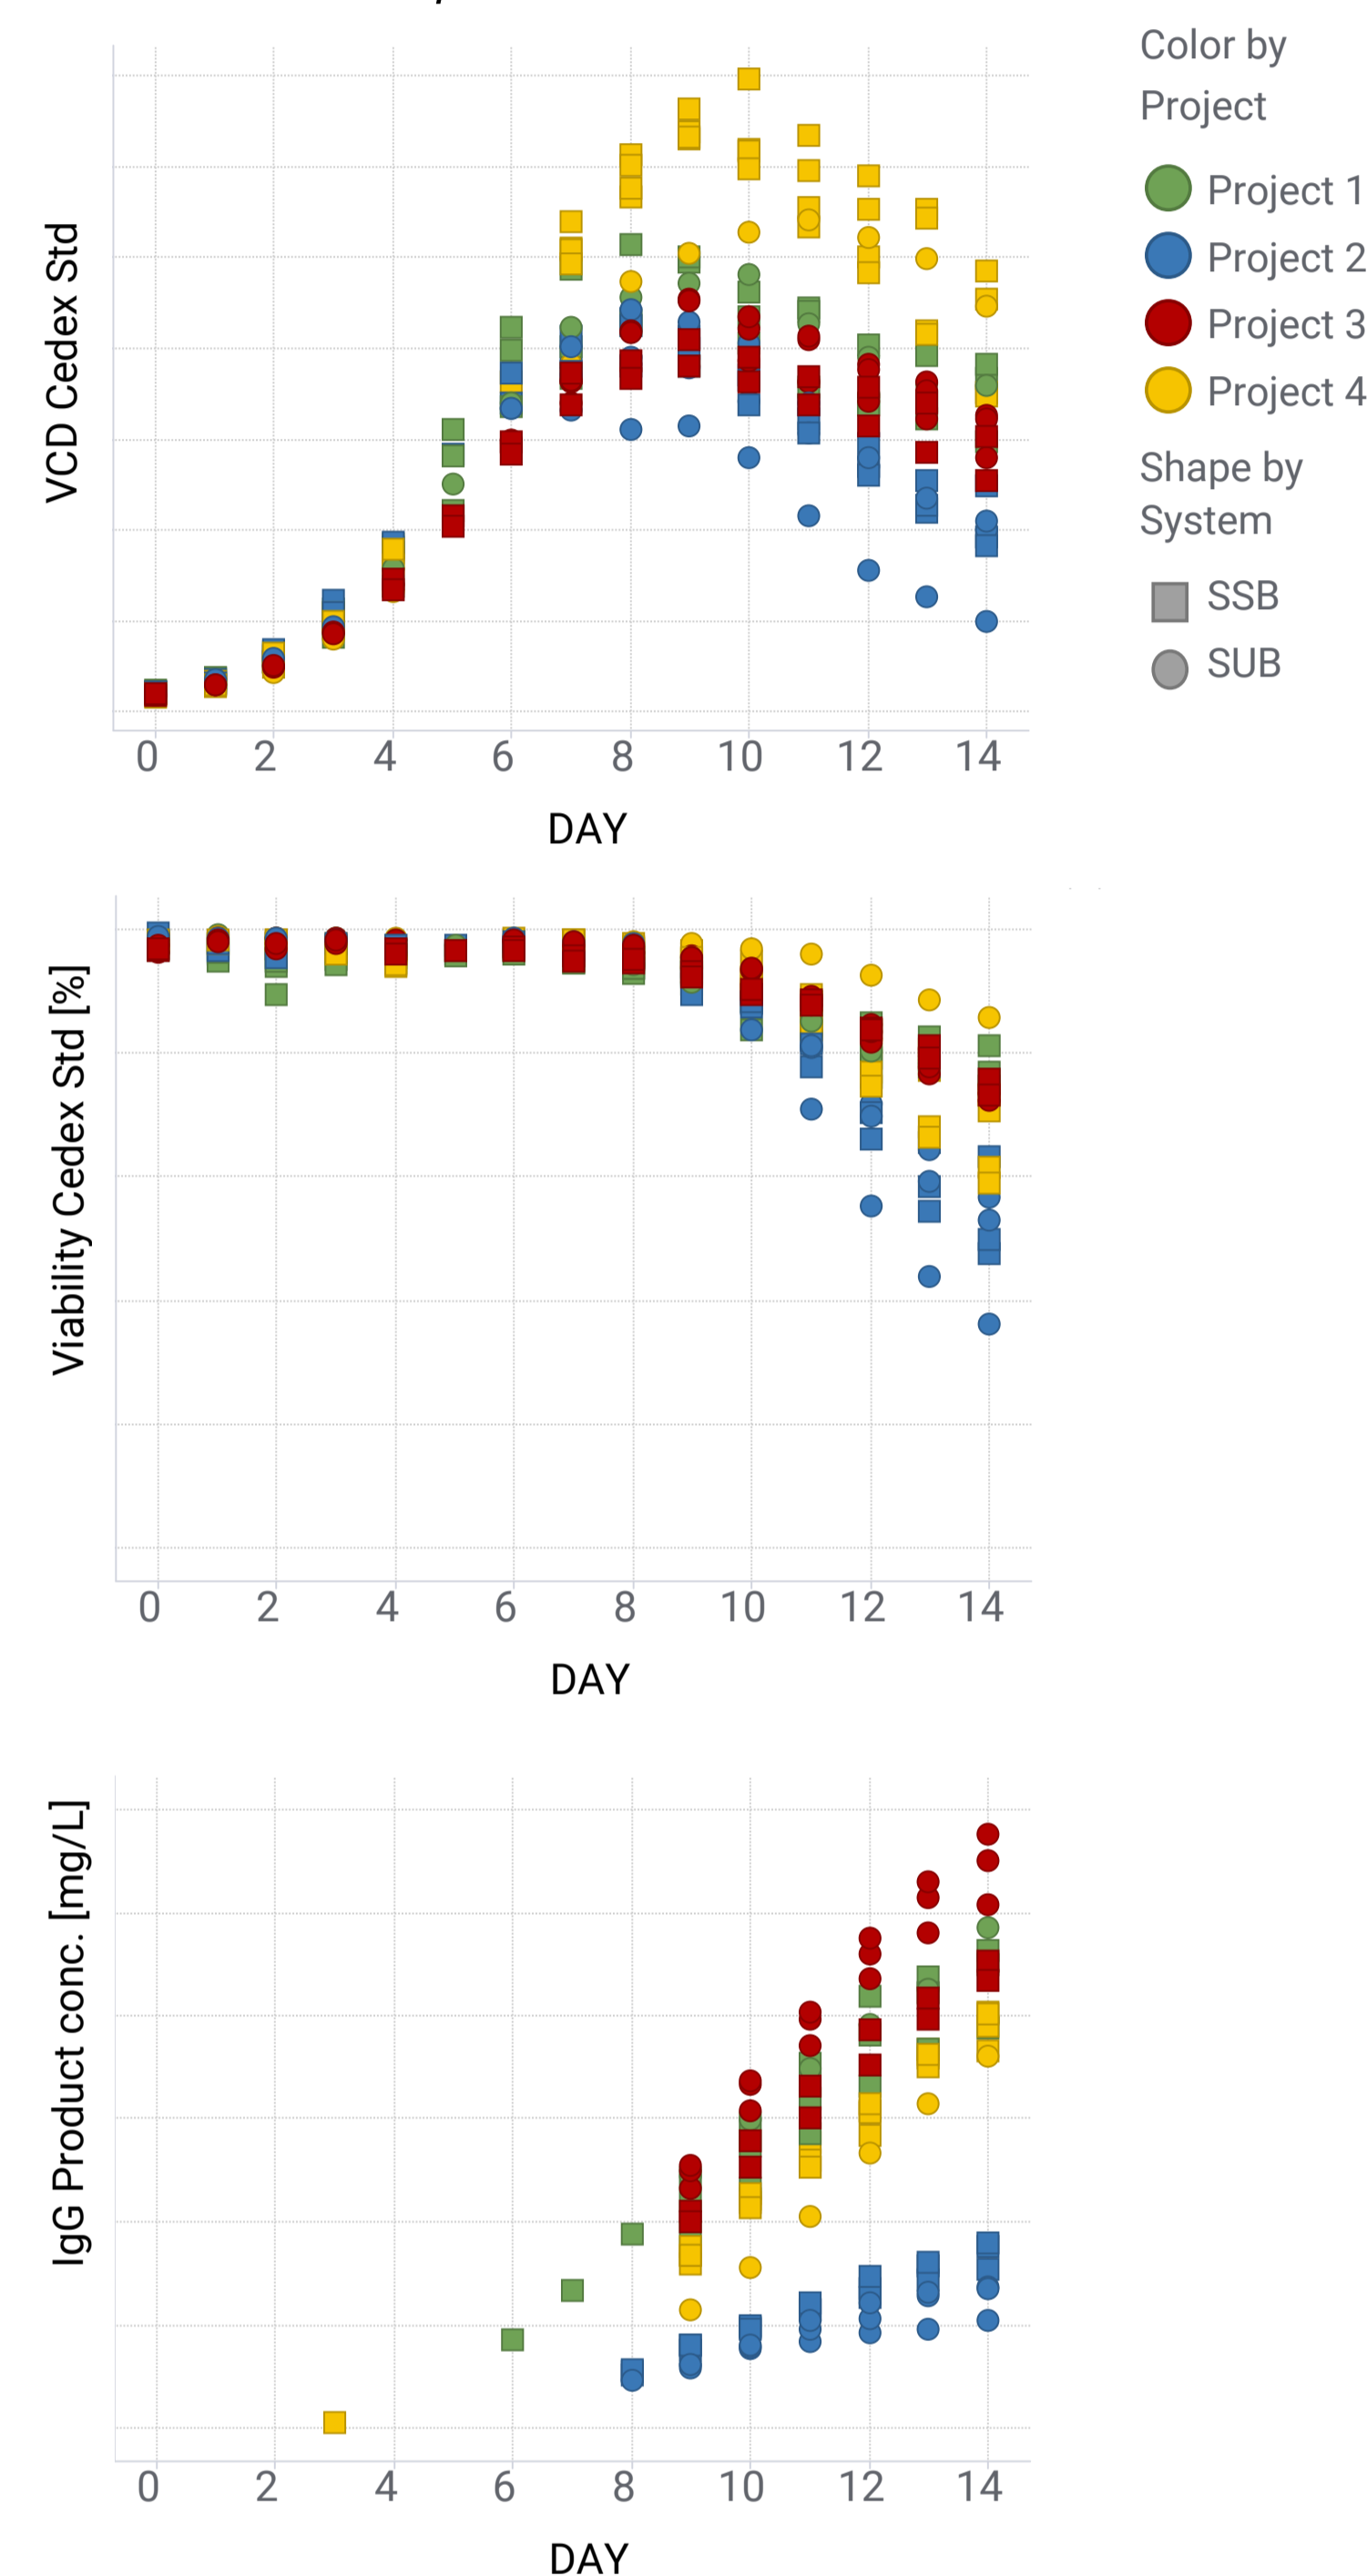 VCD Cedex Std
0 2 4 6 8 10 12 14
DAY
Color by
Project
Project 1
Project 2
Project 3
Project 4
Shape by
System
SSB
SUB
Viability Cedex Std [%]
0 2 4 6 8 10 12 14
DAY
IgG Product conc. [mg/L]
0 2 4 6 8 10 12 14
DAY